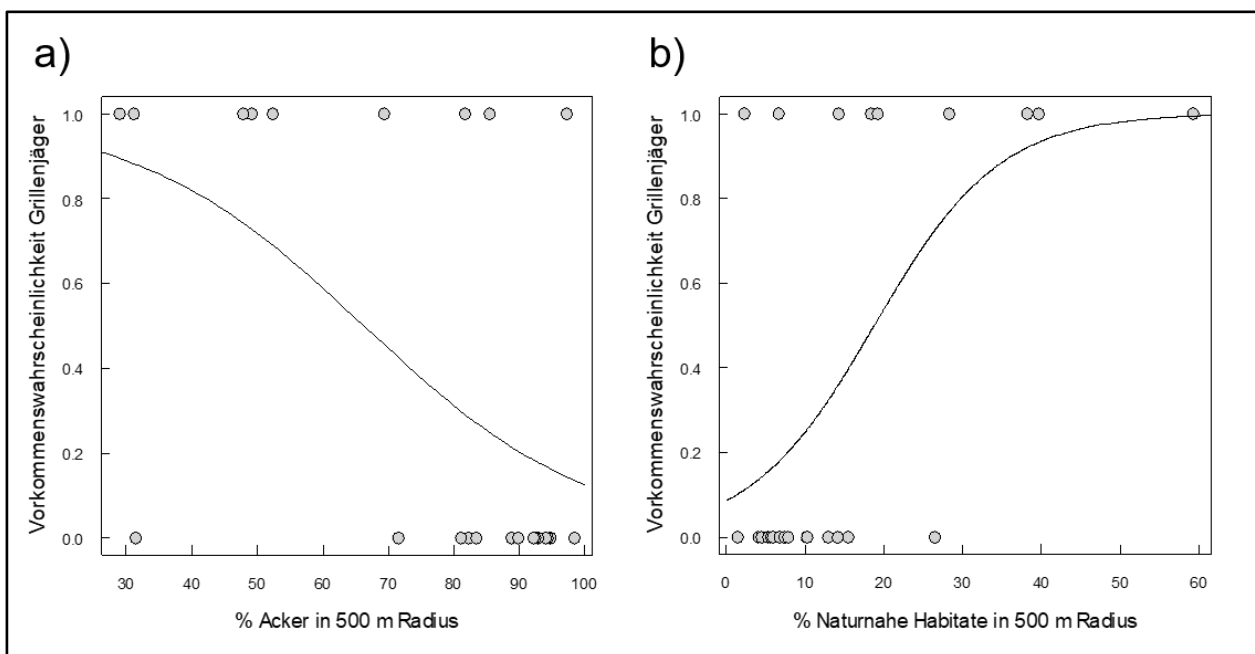 a)
Vorkommenswahrscheinlichkeit Grillenjäger
1.0
0.8
0.6
0.4
0.2
0.0
30 40 50 60 70 80 90 100
% Acker in 500 m Radius
b)
Vorkommenswahrscheinlichkeit Grillenjäger
1.0
0.8
0.6
0.4
0.2
0.0
0 10 20 30 40 50 60
% Naturnahe Habitate in 500 m Radius